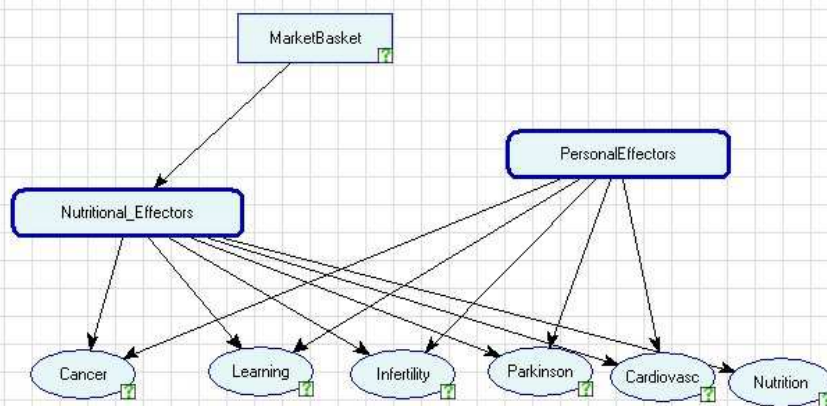 MarketBasket
PersonalEffectors
Nutritional_Effectors
Cancer
Learning
Infertility
Parkinson
Cardiovasc
Nutrition
?
?
?
?
?
?
?